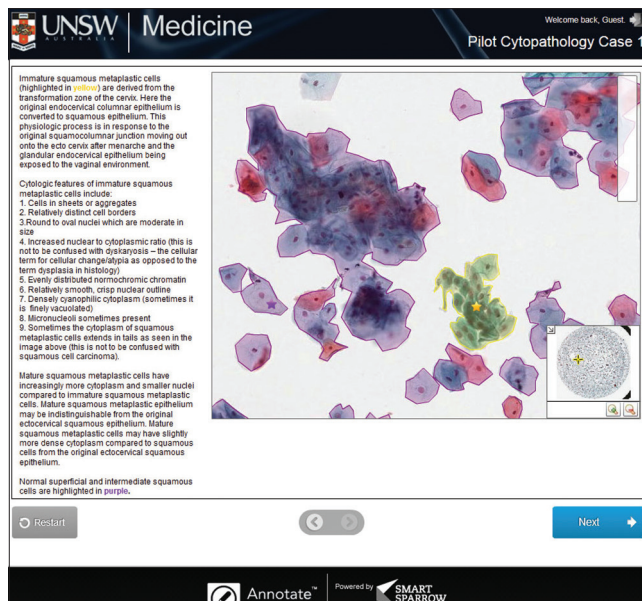 UNSW
AUSTRALIA
Medicine
Welcome back, Guest.
Pilot Cytopathology Case 1
Immature squamous metaplastic cells
(highlighted in yellow) are derived from the
transformation zone of the cervix. Here the
original endocervical columnar epithelium is
converted to squamous epithelium. This
physiologic process is in response to the
original squamocolumnar junction moving out
onto the ecto cervix after menarche and the
glandular endocervical epithelium being
exposed to the vaginal environment.
Cytologic features of immature squamous
metaplastic cells include:
1. Cells in sheets or aggregates
2. Relatively distinct cell borders
3.Round to oval nuclei which are moderate in
size
4. Increased nuclear to cytoplasmic ratio (this is
not to be confused with dyskaryosis – the cellular
term for cellular change/atypia as opposed to the
term dysplasia in histology)
5. Evenly distributed normochromic chromatin
6. Relatively smooth, crisp nuclear outline
7. Densely cyanophilic cytoplasm (sometimes it
is finely vacuolated)
8. Micronucleoli sometimes present
9. Sometimes the cytoplasm of squamous
metaplastic cells extends in tails as seen in the
image above (this is not to be confused with
squamous cell carcinoma).
Mature squamous metaplastic cells have
increasingly more cytoplasm and smaller nuclei
compared to immature squamous metaplastic
cells. Mature squamous metaplastic epithelium
may be indistinguishable from the original
ectocervical squamous epithelium. Mature
squamous metaplastic cells may have slightly
more dense cytoplasm compared to squamous
cells from the original ectocervical squamous
epithelium.
Normal superficial and intermediate squamous
cells are highlighted in purple.
Restart
Next
Annotate™
Powered by
SMART
SPARROW